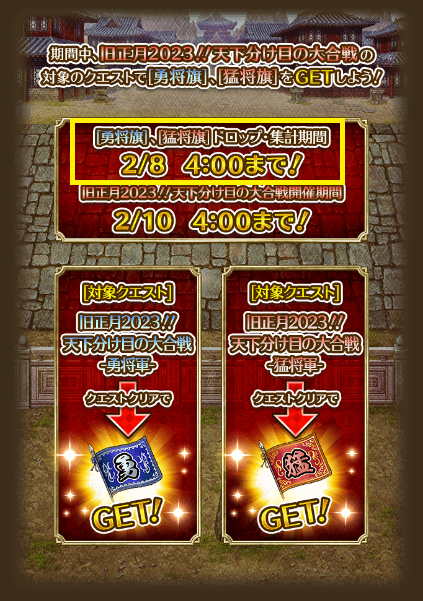 期間中、旧正月2023!!天下分け目の大合戦の
対象のクエストで[勇将旗]、[猛将旗]をGETしよう!
[勇将旗]、[猛将旗]ドロップ・集計期間
2/8 4:00まで!
旧正月2023!!天下分け目の大合戦開催期間
2/10 4:00まで!
[対象クエスト]
旧正月2023!!
天下分け目の大合戦
-勇将軍-
クエストクリアで
勇
GET!
[対象クエスト]
旧正月2023!!
天下分け目の大合戦
-猛将軍-
クエストクリアで
猛
GET!